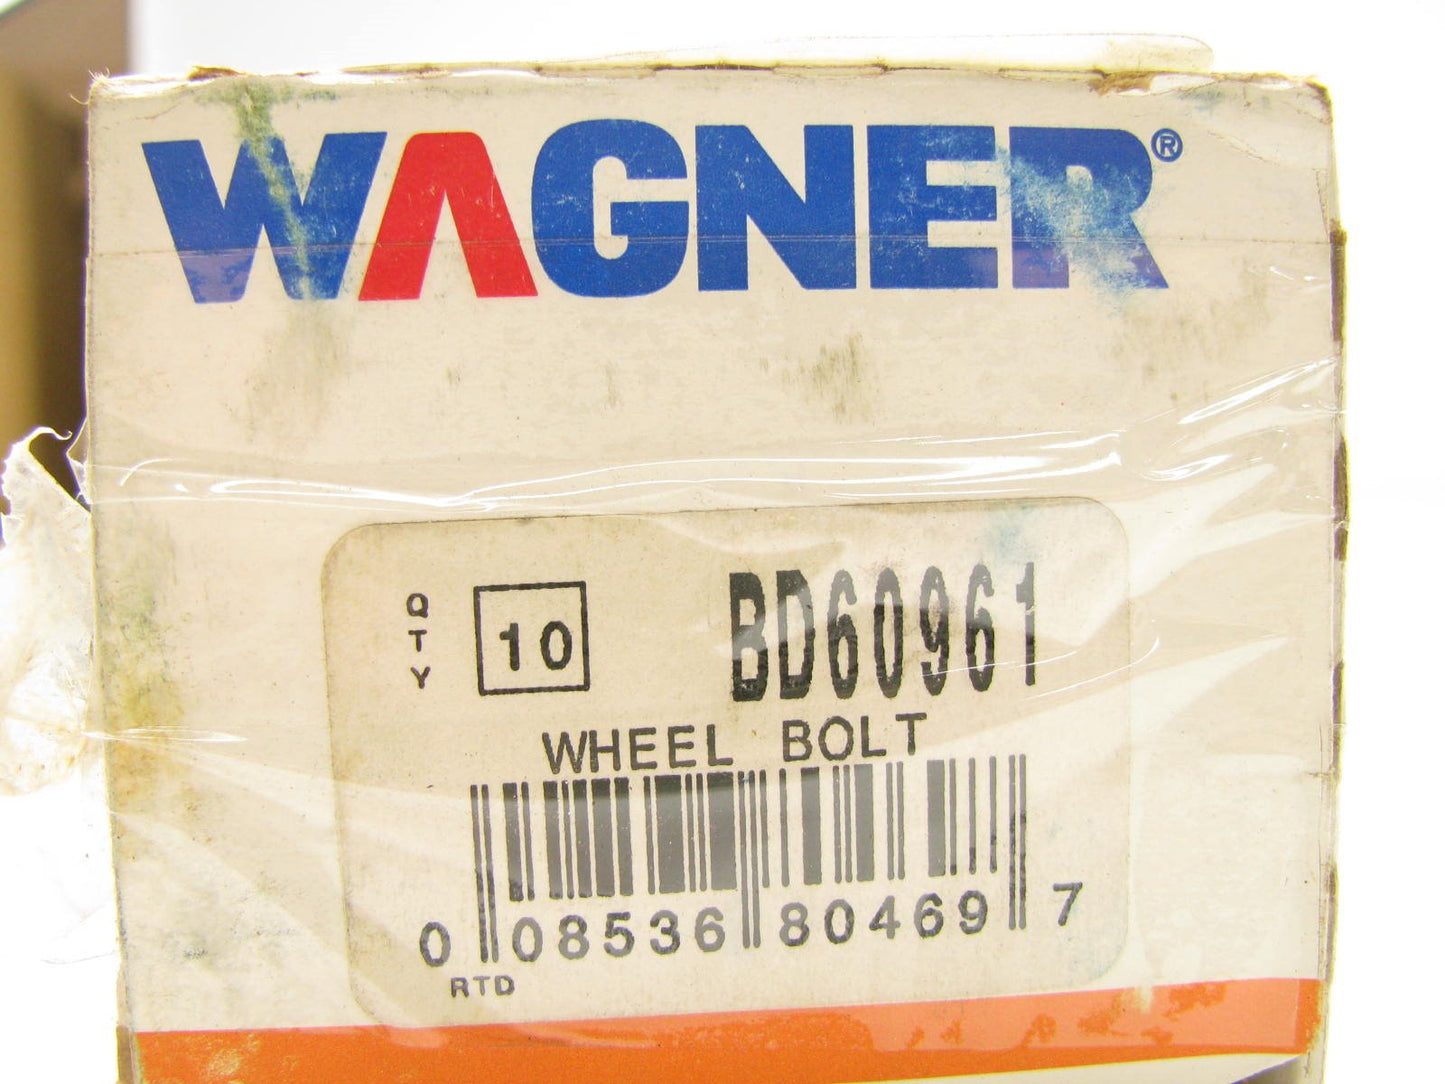 WAGNER®
QTY 10 BD60961
WHEEL BOLT
0 08536 80469 7
RTD